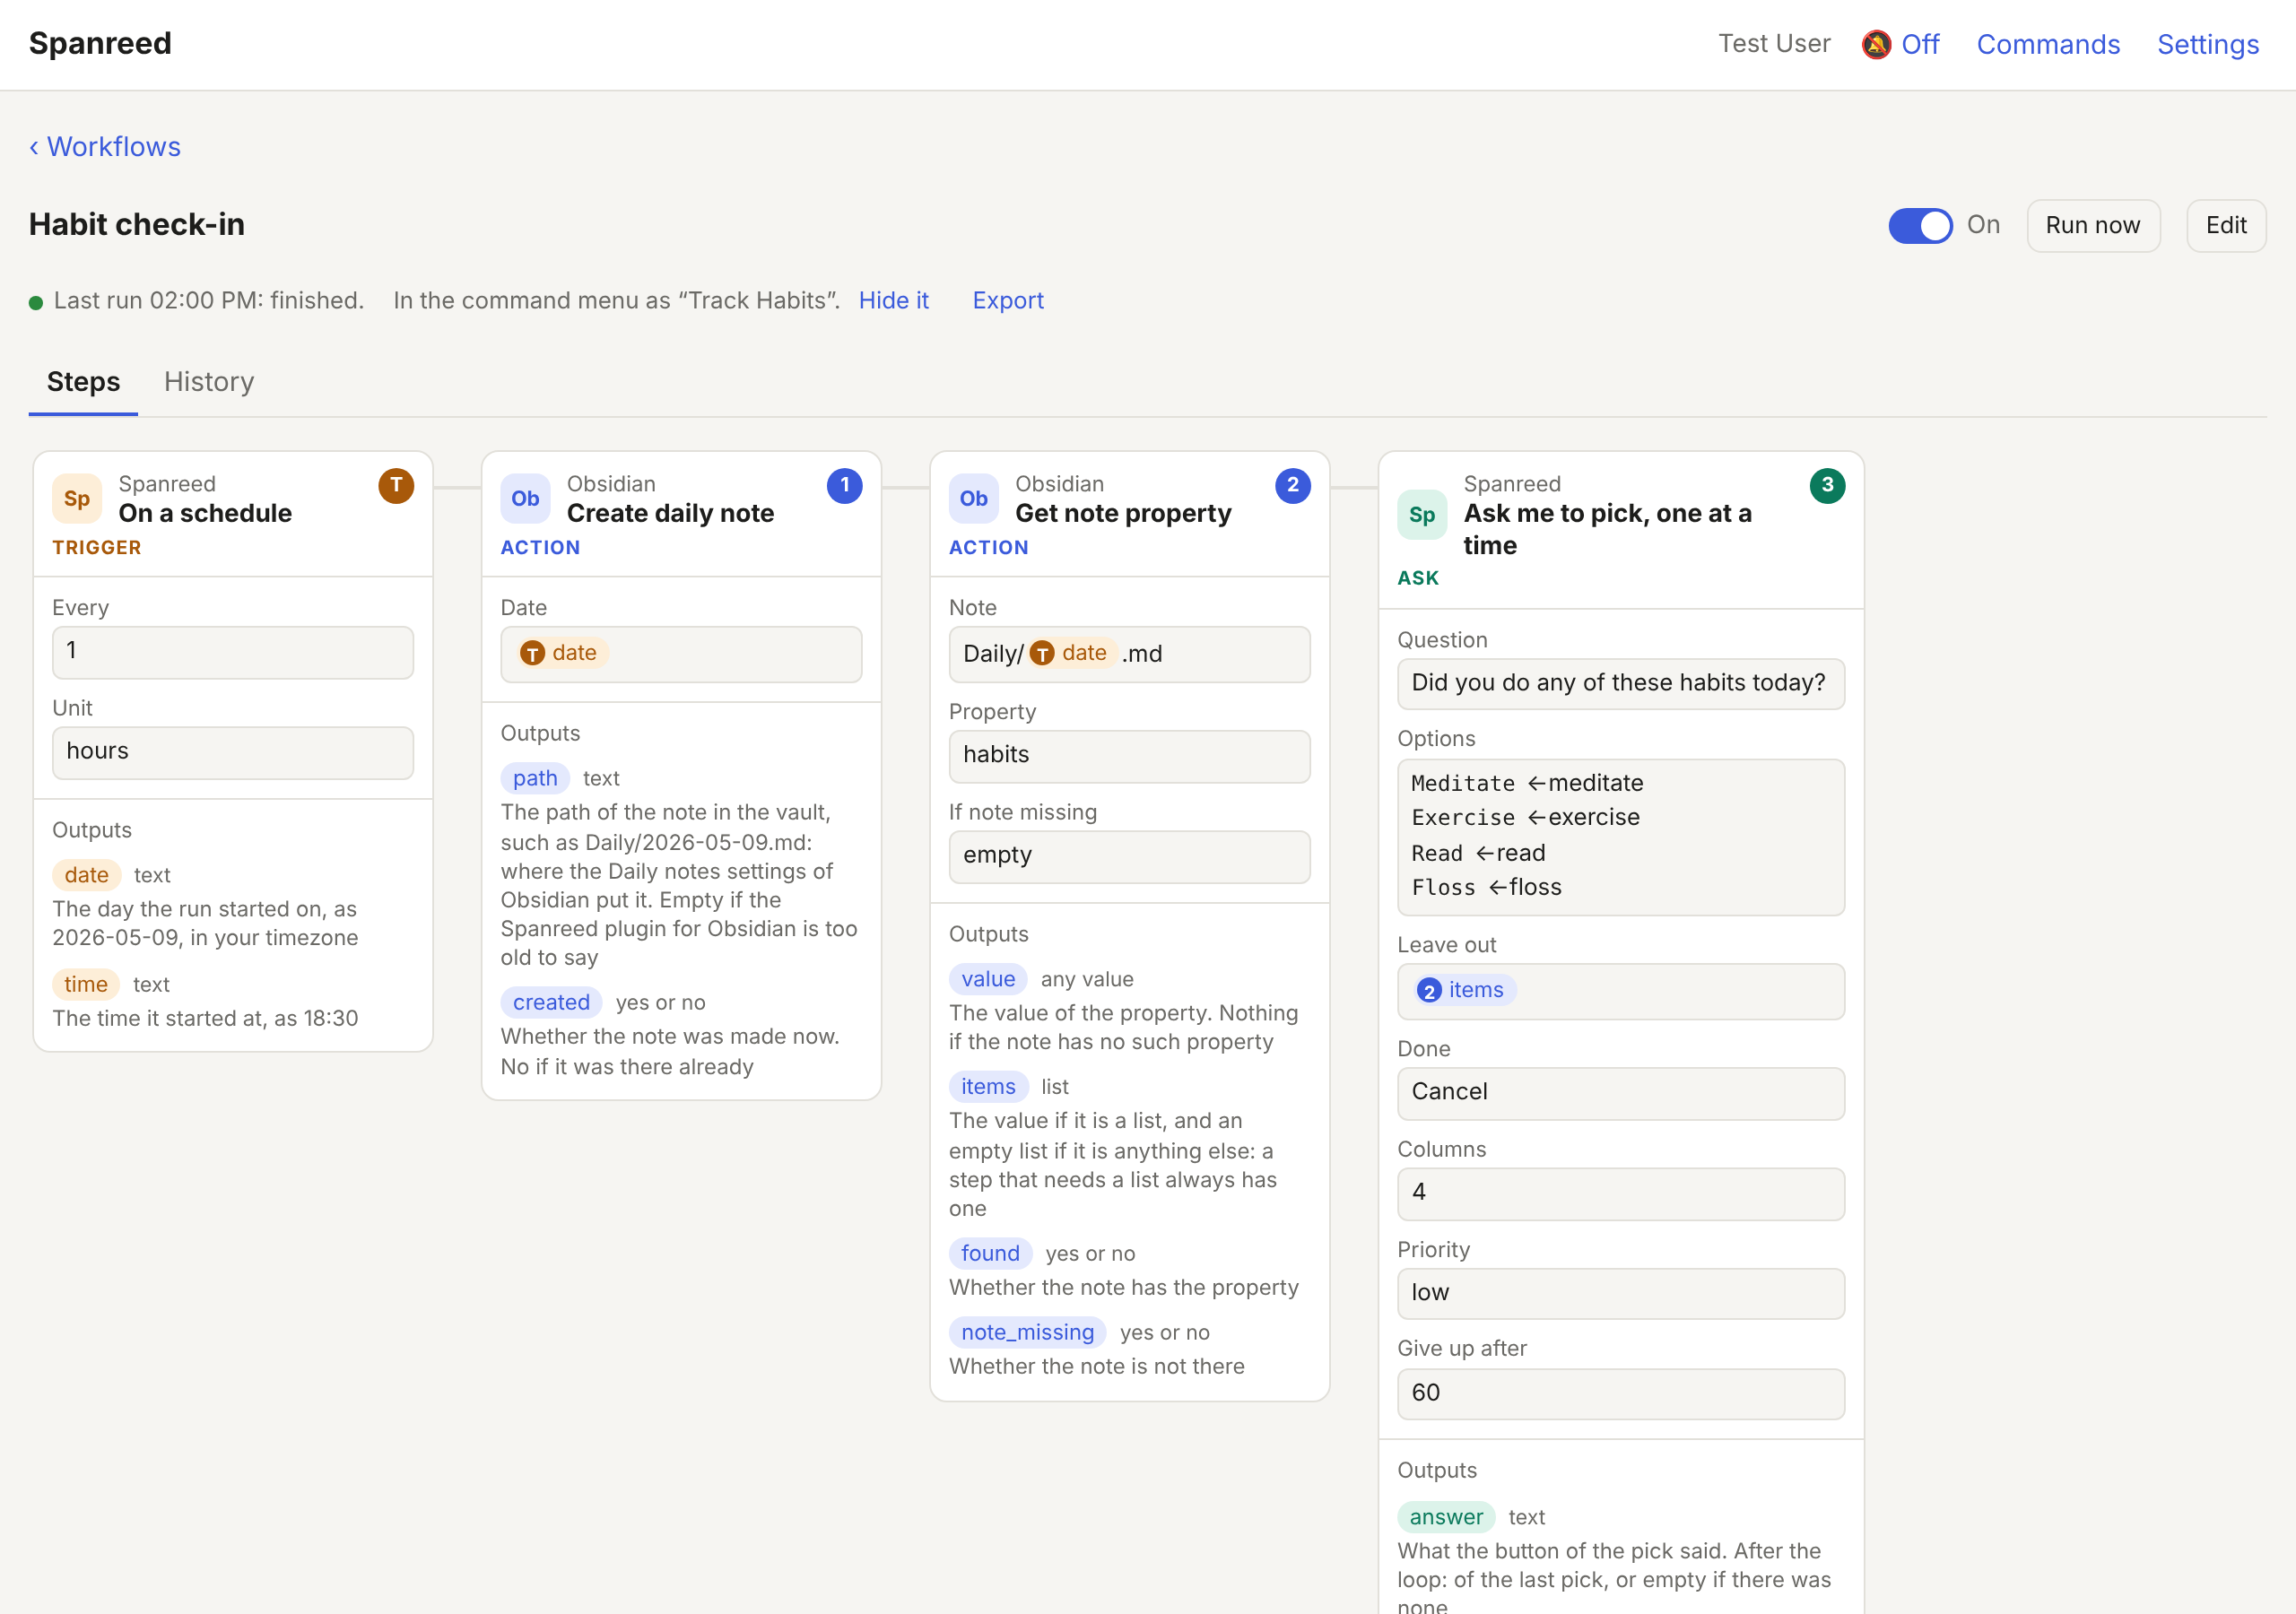 Spanreed
Test User
Off
Commands
Settings
‹ Workflows
Habit check-in
On
Run now
Edit
Last run 02:00 PM: finished.
In the command menu as “Track Habits”.
Hide it
Export
Steps
History
Sp
Spanreed
On a schedule
T
TRIGGER
Every
1
Unit
hours
Outputs
date text
The day the run started on, as
2026-05-09, in your timezone
time text
The time it started at, as 18:30
Ob
Obsidian
Create daily note
1
ACTION
Date
T date
Outputs
path text
The path of the note in the vault,
such as Daily/2026-05-09.md:
where the Daily notes settings of
Obsidian put it. Empty if the
Spanreed plugin for Obsidian is too
old to say
created yes or no
Whether the note was made now.
No if it was there already
Ob
Obsidian
Get note property
2
ACTION
Note
Daily/ T date .md
Property
habits
If note missing
empty
Outputs
value any value
The value of the property. Nothing
if the note has no such property
items list
The value if it is a list, and an
empty list if it is anything else: a
step that needs a list always has
one
found yes or no
Whether the note has the property
note_missing yes or no
Whether the note is not there
Sp
Spanreed
Ask me to pick, one at a
time
3
ASK
Question
Did you do any of these habits today?
Options
Meditate ←meditate
Exercise ←exercise
Read ←read
Floss ←floss
Leave out
2 items
Done
Cancel
Columns
4
Priority
low
Give up after
60
Outputs
answer text
What the button of the pick said. After the
loop: of the last pick, or empty if there was
none